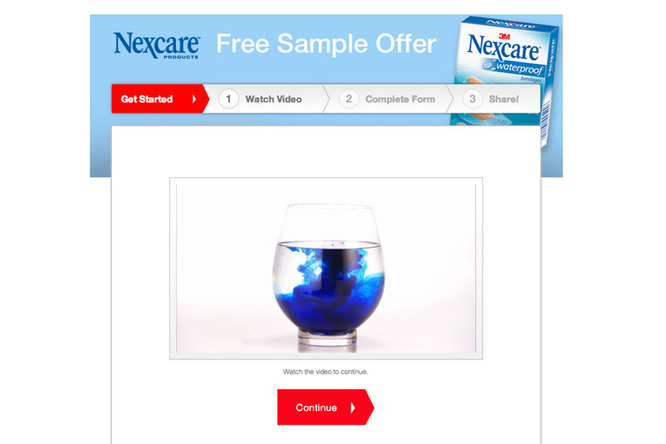 Nexcare
PRODUCTS
Free Sample Offer
3M
Nexcare
waterproof
bandages
Get Started
1 Watch Video
2 Complete Form
3 Share!
Watch the video to continue.
Continue